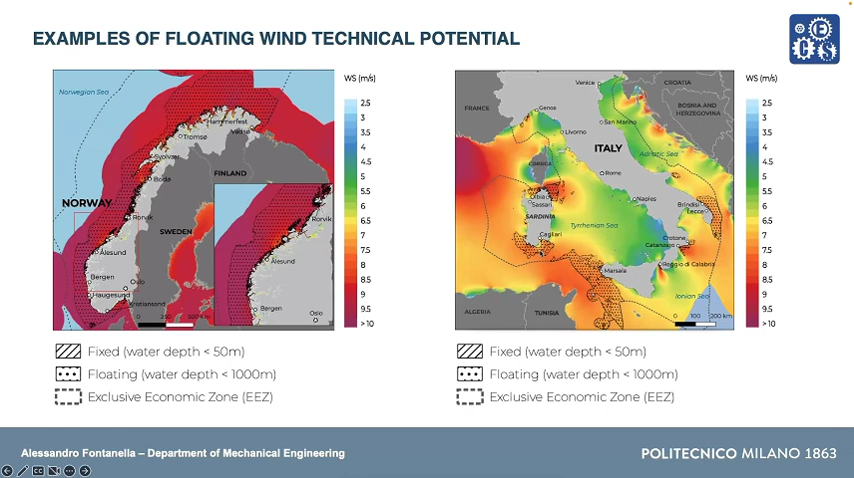 EXAMPLES OF FLOATING WIND TECHNICAL POTENTIAL
EGCS
WS (m/s)
Norwegian Sea
Hammerfest
Tromsø
Vadsø
Svolvær
Bodø
FINLAND
NORWAY
Rorvik
SWEDEN
Rorvik
Ålesund
Ålesund
Bergen
Oslo
Haugesund
Kristiansand
Bergen
Oslo
0
2.5
3
3.5
4
4.5
5
5.5
6
6.5
7
7.5
8
8.5
9
9.5
> 10
Fixed (water depth < 50m)
Floating (water depth < 1000m)
Exclusive Economic Zone (EEZ)
WS (m/s)
Venice
CROATIA
FRANCE
Genoa
BOSNIA AND
HERZEGOVINA
San Marino
Livorno
ITALY
Adriatic Sea
CORSICA
Rome
Olbia
Sassari
Naples
Brindisi
Lecce
SARDINIA
Tyrrhenian Sea
Cagliari
Crotone
Catanzaro
Marsala
Reggio di Calabria
Ionian Sea
ALGERIA
TUNISIA
0 100 200 km
2.5
3
3.5
4
4.5
5
5.5
6
6.5
7
7.5
8
8.5
9
9.5
> 10
Fixed (water depth < 50m)
Floating (water depth < 1000m)
Exclusive Economic Zone (EEZ)
Alessandro Fontanella – Department of Mechanical Engineering
POLITECNICO MILANO 1863
CC